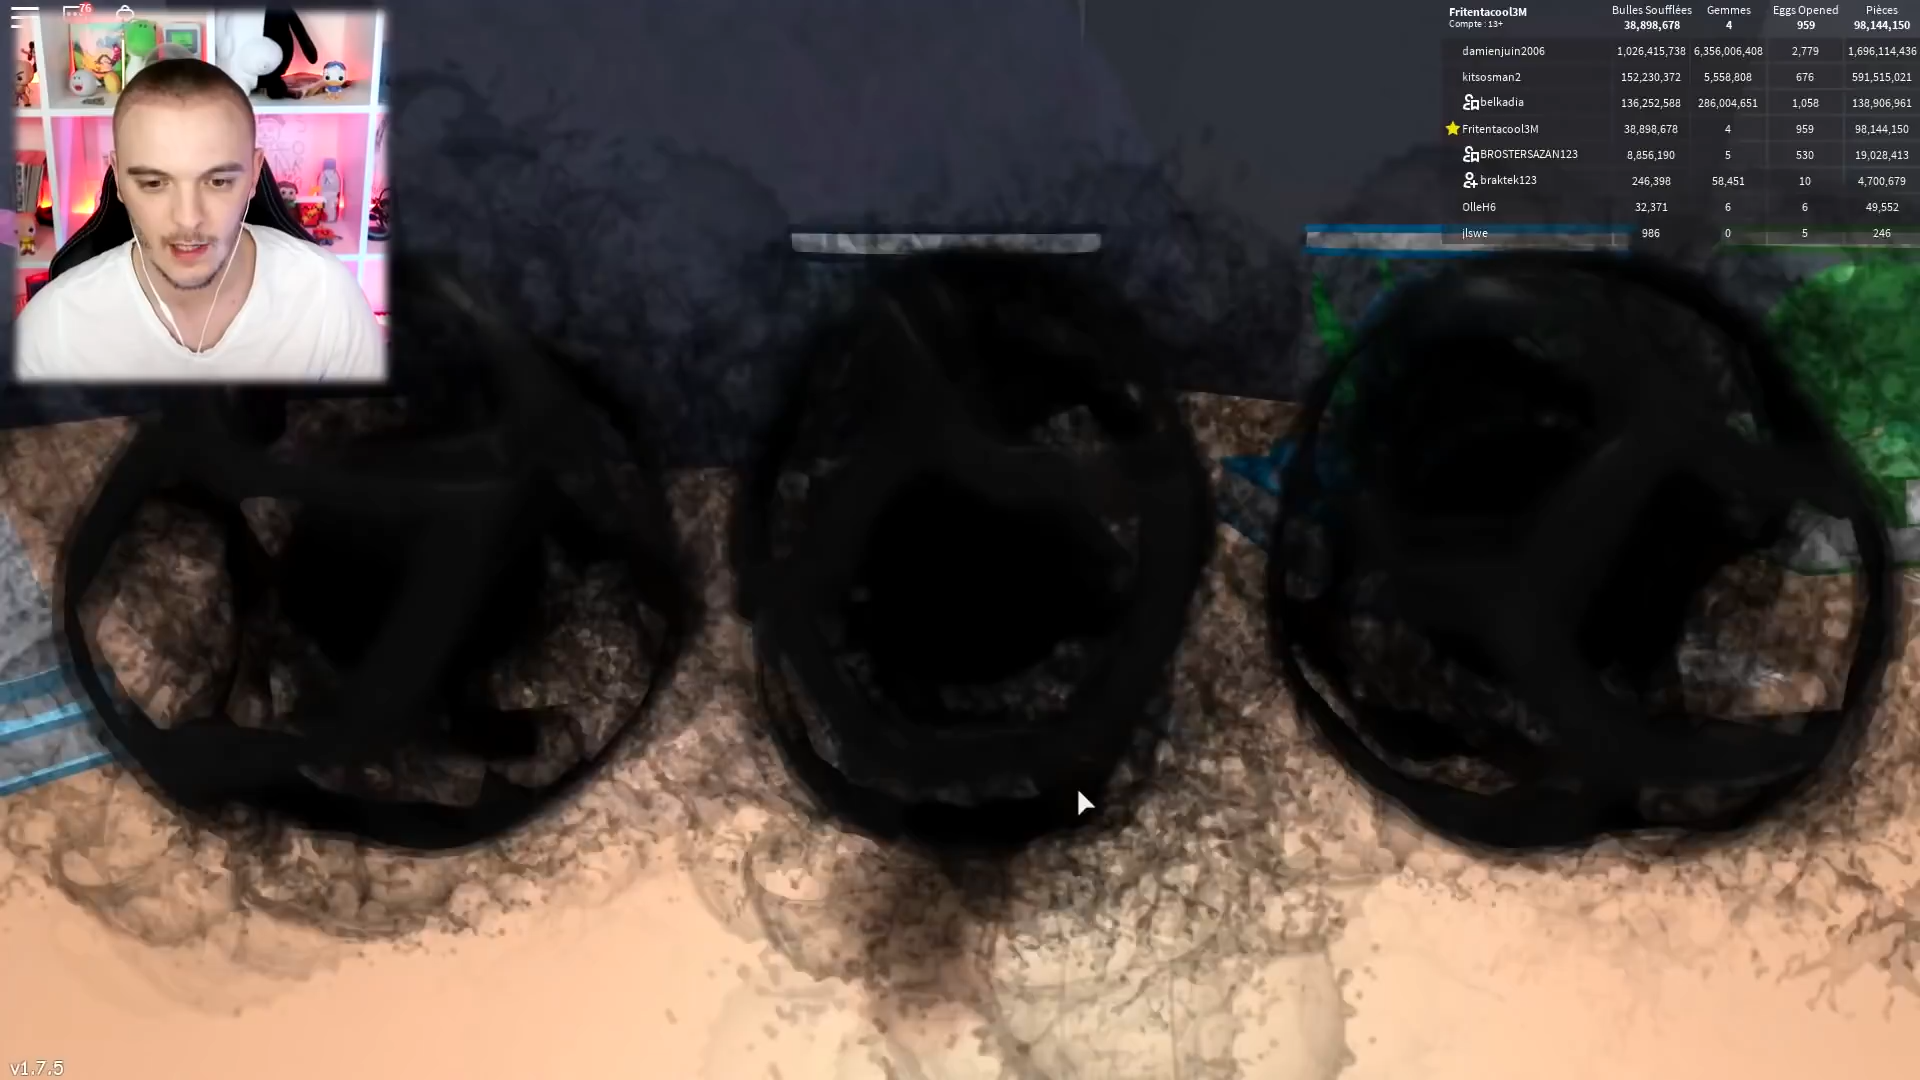 76
Fritentacool3M Bulles Soufflées Gemmes Eggs Opened Pièces
Compte : 13+ 38,898,678 4 959 98,144,150
damienjuin2006 1,026,415,738 6,356,006,408 2,779 1,696,114,436
kitsosman2 152,230,372 5,558,808 676 591,515,021
belkadia 136,252,588 286,004,651 1,058 138,906,961
Fritentacool3M 38,898,678 4 959 98,144,150
BROSTERSAZAN123 8,856,190 5 530 19,028,413
braktek123 246,398 58,451 10 4,700,679
OlleH6 32,371 6 6 49,552
jlswe 986 0 5 246
v1.7.5